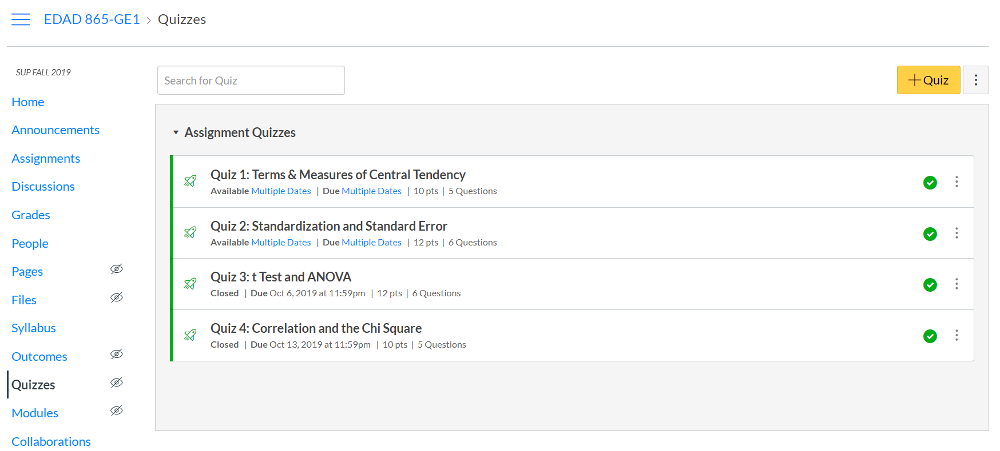 EDAD 865-GE1 › Quizzes
SUP FALL 2019
Home
Announcements
Assignments
Discussions
Grades
People
Pages
Files
Syllabus
Outcomes
Quizzes
Modules
Collaborations
Search for Quiz
+ Quiz
Assignment Quizzes
Quiz 1: Terms & Measures of Central Tendency
Available Multiple Dates | Due Multiple Dates | 10 pts | 5 Questions
Quiz 2: Standardization and Standard Error
Available Multiple Dates | Due Multiple Dates | 12 pts | 6 Questions
Quiz 3: t Test and ANOVA
Closed | Due Oct 6, 2019 at 11:59pm | 12 pts | 6 Questions
Quiz 4: Correlation and the Chi Square
Closed | Due Oct 13, 2019 at 11:59pm | 10 pts | 5 Questions